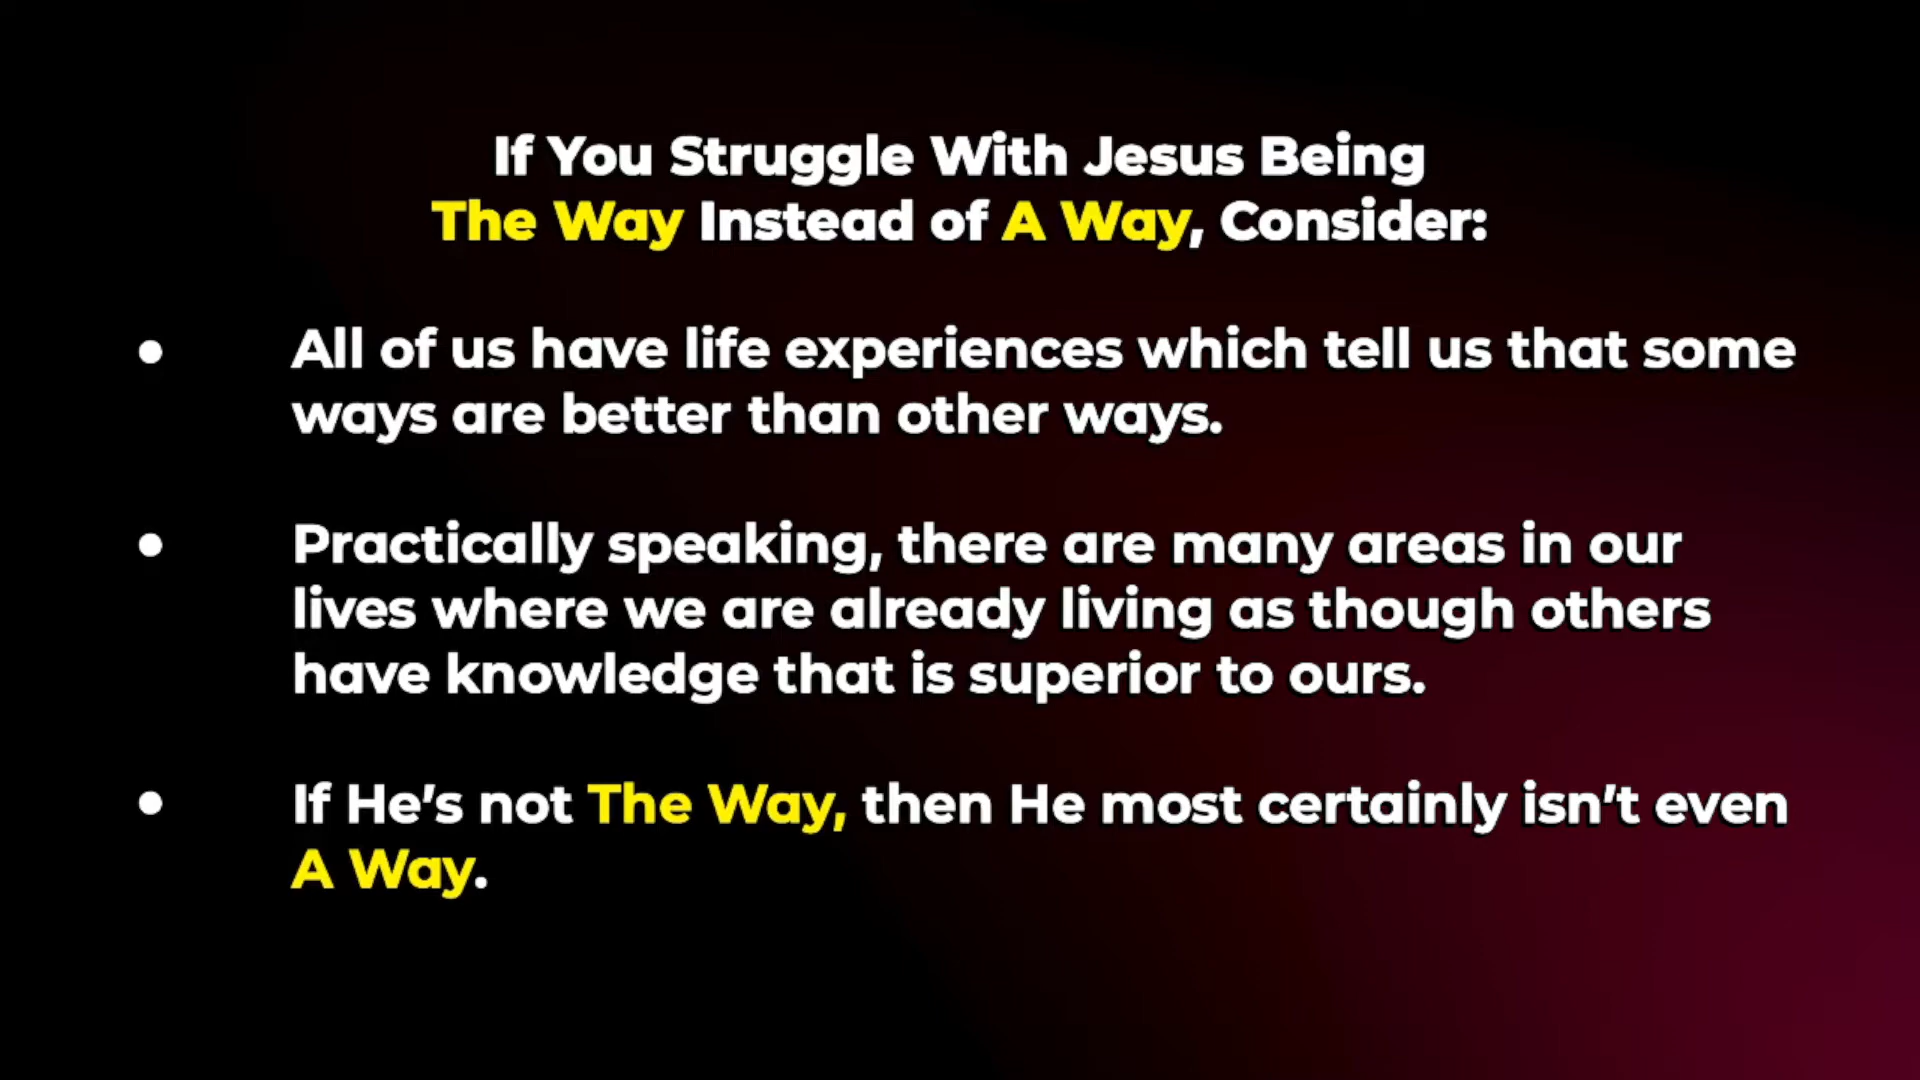 If You Struggle With Jesus Being
The Way Instead of A Way, Consider:
● All of us have life experiences which tell us that some
ways are better than other ways.
● Practically speaking, there are many areas in our
lives where we are already living as though others
have knowledge that is superior to ours.
● If He’s not The Way, then He most certainly isn’t even
A Way.